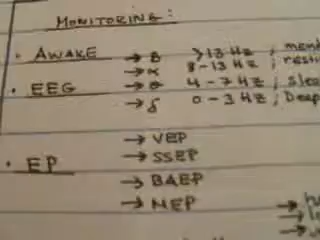 MONITORING:
• AWAKE → β >13 Hz ; 
→ α 8-13 Hz ; 
• EEG → θ 4-7 Hz ; 
→ δ 0-3 Hz ; Deep
→ VEP
→ SSEP
• EP
→ BAEP
→ MEP